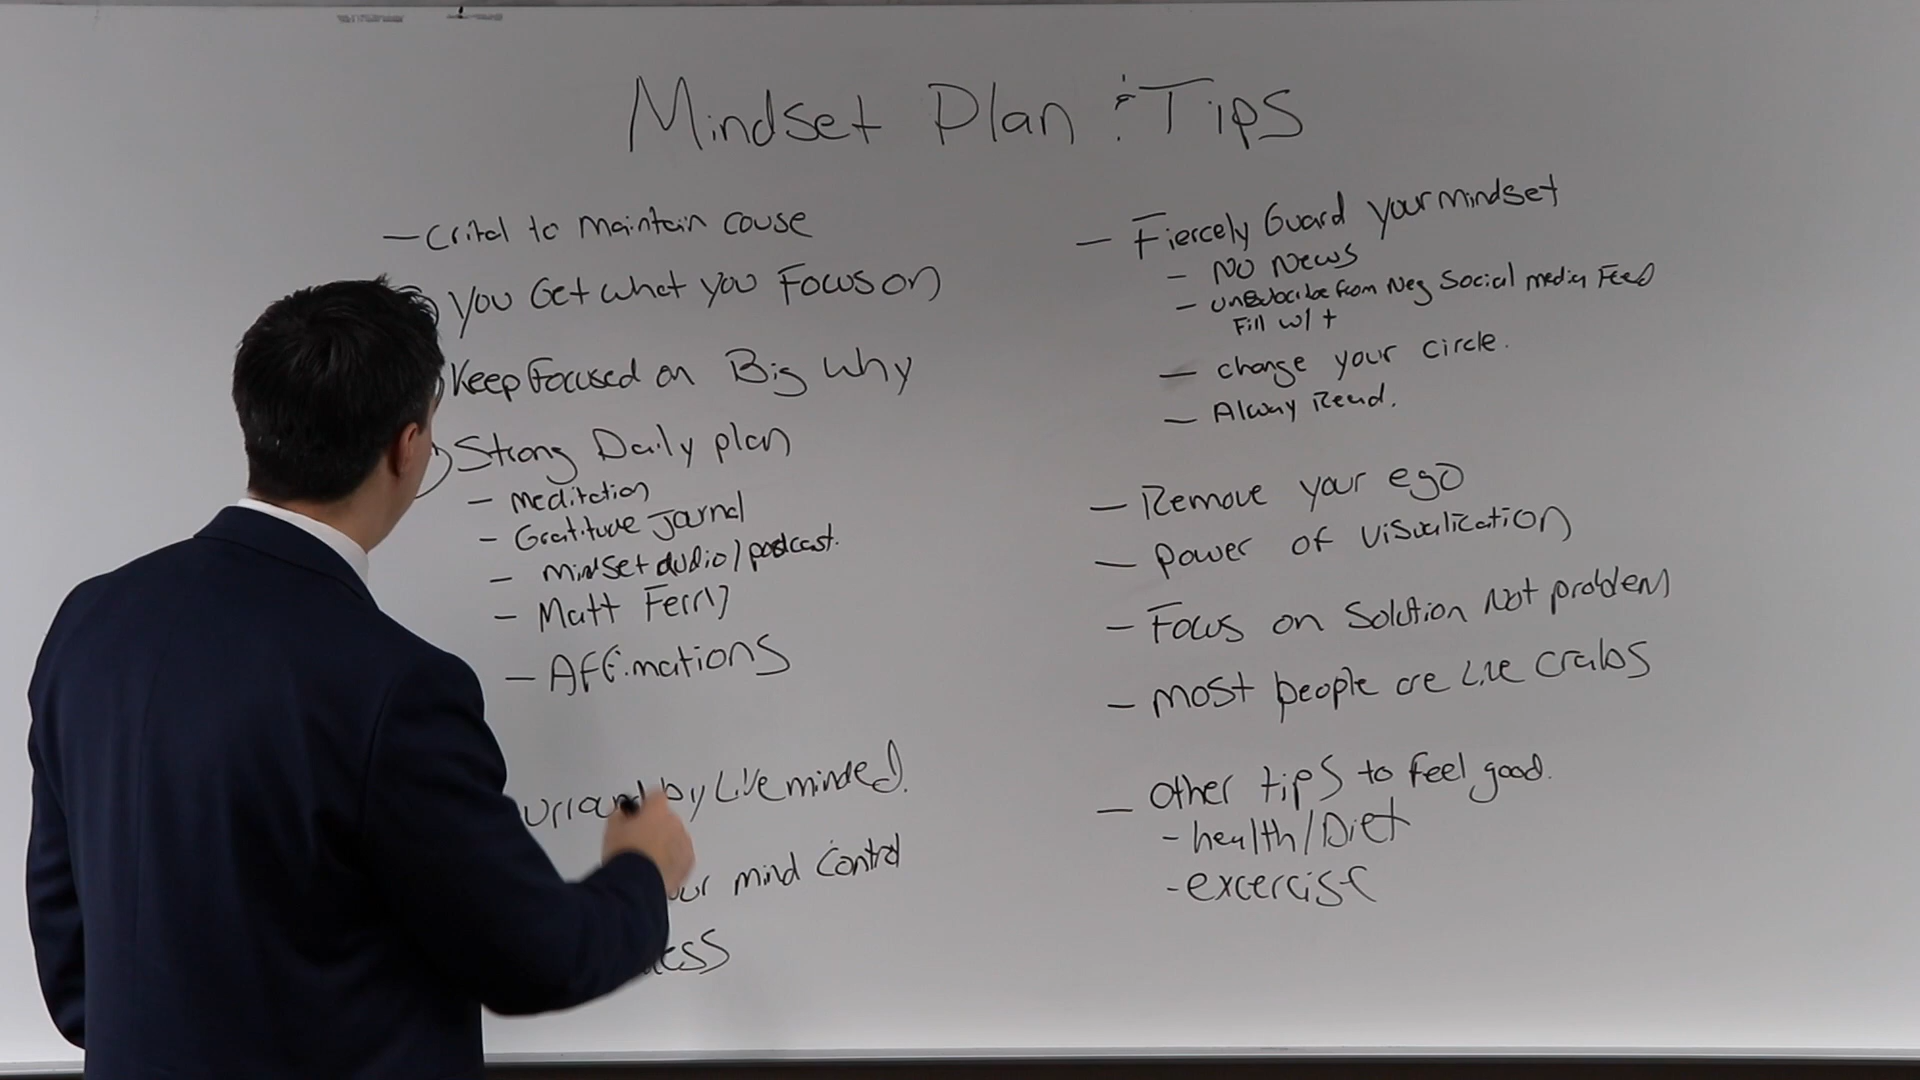 Mindset Plan & Tips
- Crital to maintain cause
You Get what you Focus on
Keep Focused on Big Why
Strong Daily plan
- Meditation
- Gratitude Journal
- Mindset audio/podcast.
- Matt Ferry
- Affirmations
by Like minded.
mind control
- Fiercely Guard your mindset
- No News
- unsubscribe from Neg Social media Feed
Fill w/ +
- change your circle.
- Alway Read.
- Remove your ego
- Power of visualization
- Focus on Solution Not problem
- most people are Like Crabs
- other tips to feel good.
- health/Diet
- excercise